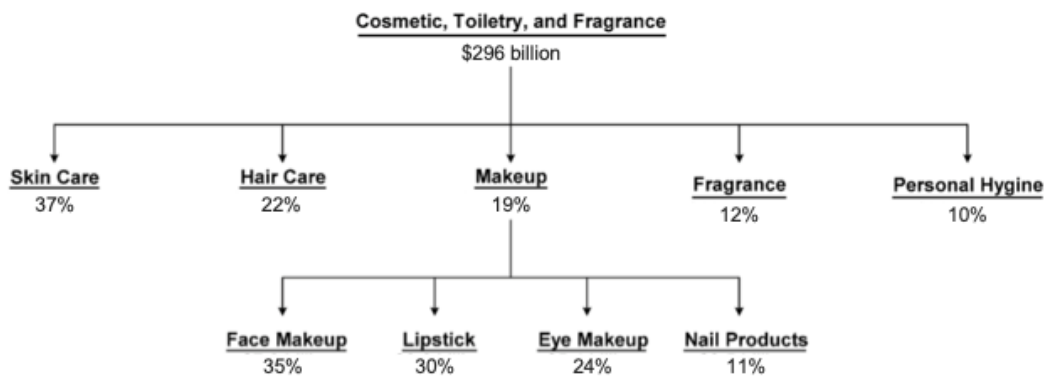 Cosmetic, Toiletry, and Fragrance
$296 billion
Skin Care
37%
Hair Care
22%
Makeup
19%
Fragrance
12%
Personal Hygine
10%
Face Makeup
35%
Lipstick
30%
Eye Makeup
24%
Nail Products
11%